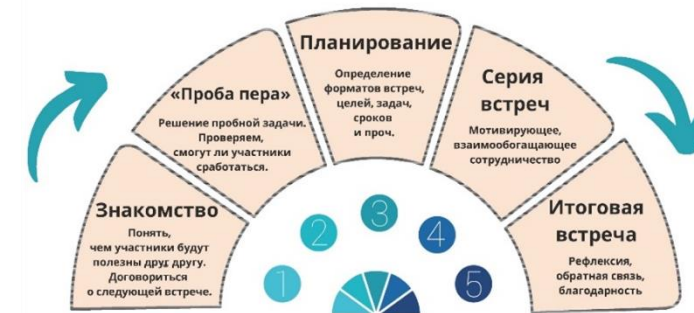 Знакомство
Понять,
чем участники будут
полезны друг другу.
Договориться
о следующей встрече.
«Проба пера»
Решение пробной задачи.
Проверяем,
смогут ли участники
сработаться.
Планирование
Определение
форматов встреч,
целей, задач,
сроков
и проч.
Серия
встреч
Мотивирующее,
взаимообогащающее
сотрудничество
Итоговая
встреча
Рефлексия,
обратная связь,
благодарность
1
2
3
4
5